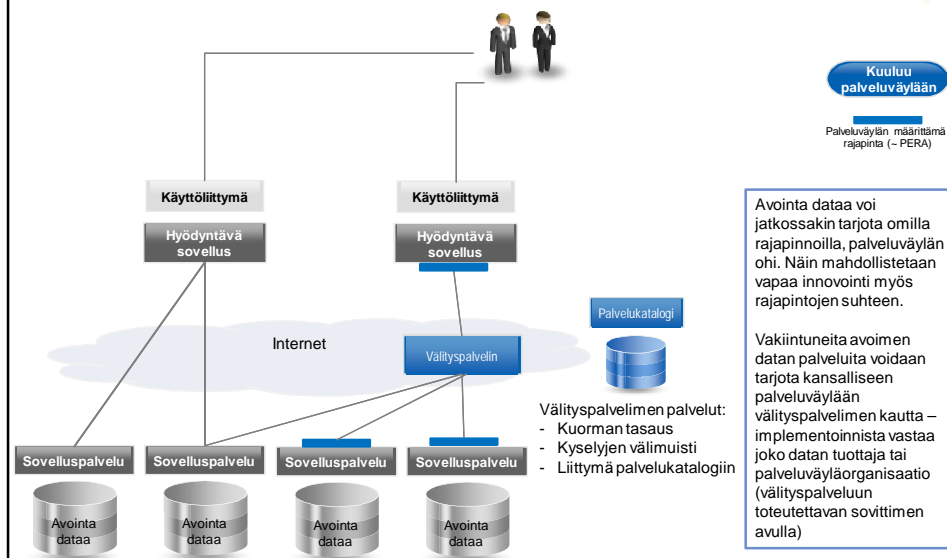 Kuuluu
palveluväylään
Palveluväylän määrittämä
rajapinta (~ PERA)
Käyttöliittymä
Käyttöliittymä
Hyödyntävä
sovellus
Hyödyntävä
sovellus
Avointa dataa voi
jatkossakin tarjota omilla
rajapinnoilla, palveluväylän
ohi. Näin mahdollistetaan
vapaa innovointi myös
rajapintojen suhteen.
Vakiintuneita avoimen
datan palveluita voidaan
tarjota kansalliseen
palveluväylään
välityspalvelimen kautta –
implementoinnista vastaa
joko datan tuottaja tai
palveluväyläorganisaatio
(välityspalveluun
toteutettavan sovittimen
avulla)
Palvelukatalogi
Internet
Välityspalvelin
Välityspalvelimen palvelut:
- Kuorman tasaus
- Kyselyjen välimuisti
- Liittymä palvelukatalogiin
Sovelluspalvelu
Sovelluspalvelu
Sovelluspalvelu
Sovelluspalvelu
Avointa
dataa
Avointa
dataa
Avointa
dataa
Avointa
dataa